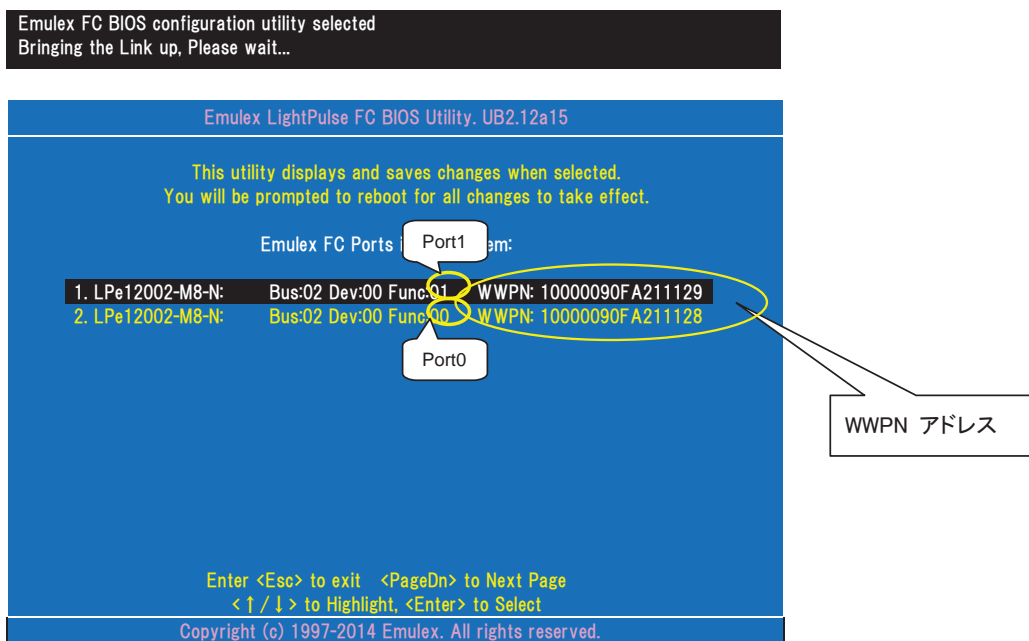 Emulex FC BIOS configuration utility selected
Bringing the Link up, Please wait...
Emulex LightPulse FC BIOS Utility. UB2.12a15
This utility displays and saves changes when selected.
You will be prompted to reboot for all changes to take effect.
Emulex FC Ports i em:
Port1
1. LPe12002-M8-N: Bus:02 Dev:00 Func:01 WWPN: 10000090FA211129
2. LPe12002-M8-N: Bus:02 Dev:00 Func:00 WWPN: 10000090FA211128
Port0
WWPN アドレス
Enter <Esc> to exit <PageDn> to Next Page
<↑/↓> to Highlight, <Enter> to Select
Copyright (c) 1997-2014 Emulex. All rights reserved.